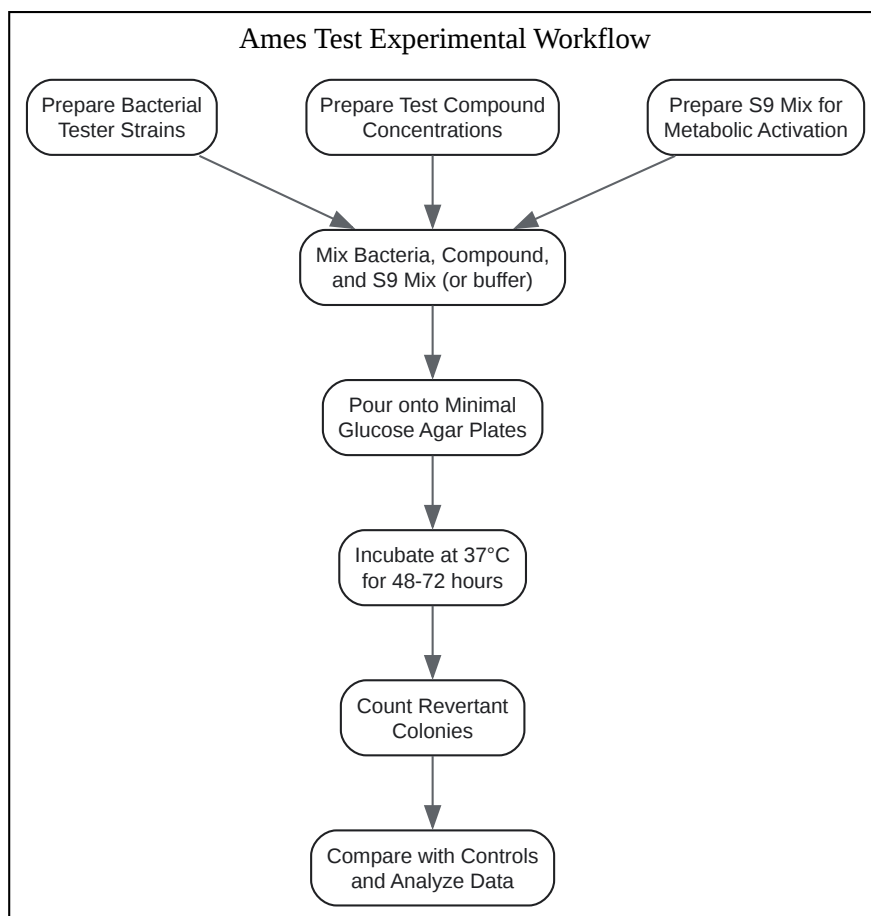 Ames Test Experimental Workflow
Prepare Bacterial
Tester Strains
Prepare Test Compound
Concentrations
Prepare S9 Mix for
Metabolic Activation
Mix Bacteria, Compound,
and S9 Mix (or buffer)
Pour onto Minimal
Glucose Agar Plates
Incubate at 37°C
for 48-72 hours
Count Revertant
Colonies
Compare with Controls
and Analyze Data